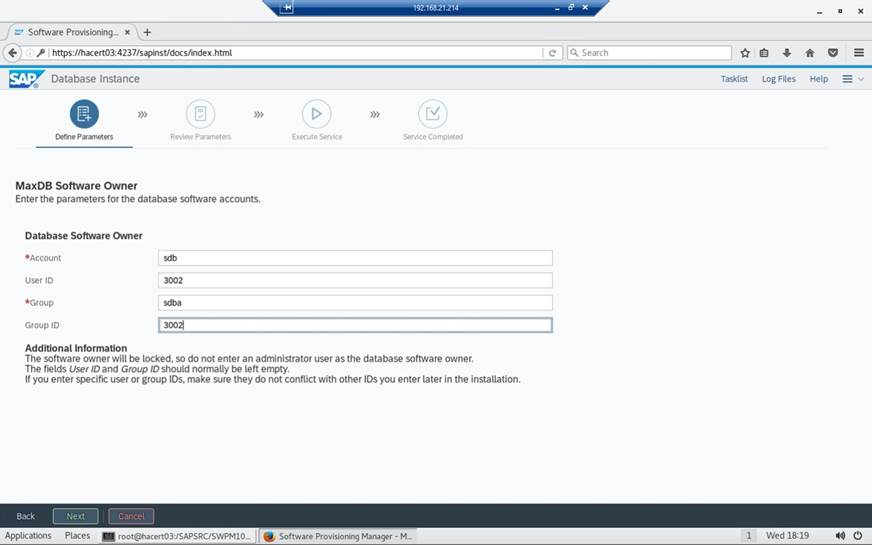 192.168.21.214
Software Provisioning...
https://hacert03:4237/sapinst/docs/index.html
Search
SAP
Database Instance
Tasklist
Log Files
Help
Define Parameters
Review Parameters
Execute Service
Service Completed
MaxDB Software Owner
Enter the parameters for the database software accounts.
Database Software Owner
*Account
sdb
User ID
3002
*Group
sdba
Group ID
3002
Additional Information
The software owner will be locked, so do not enter an administrator user as the database software owner.
The fields User ID and Group ID should normally be left empty.
If you enter specific user or group IDs, make sure they do not conflict with other IDs you enter later in the installation.
Back
Next
Cancel
Applications
Places
root@hacert03:/SAPSRC/SWPM10...
Software Provisioning Manager - M...
1
Wed 18:19